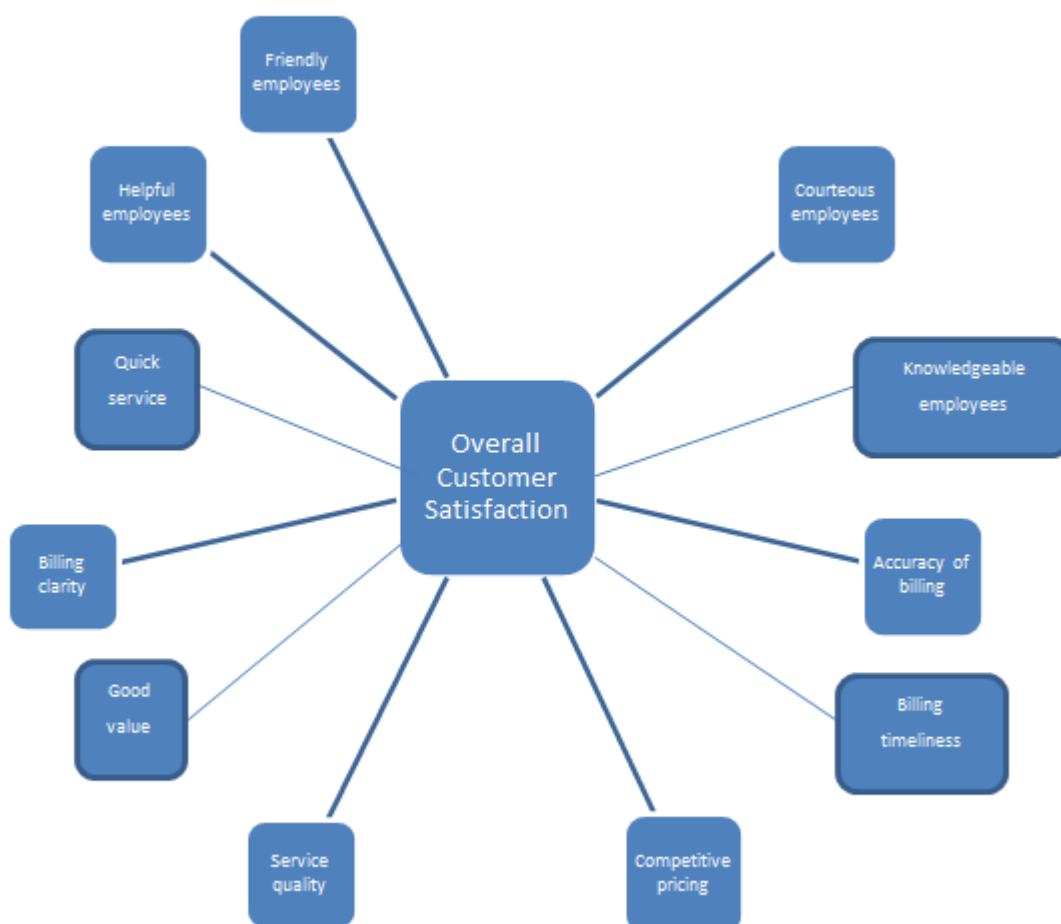 Friendly
employees
Helpful
employees
Courteous
employees
Quick
service
Knowledgeable
employees
Overall
Customer
Satisfaction
Billing
clarity
Accuracy of
billing
Good
value
Billing
timeliness
Service
quality
Competitive
pricing